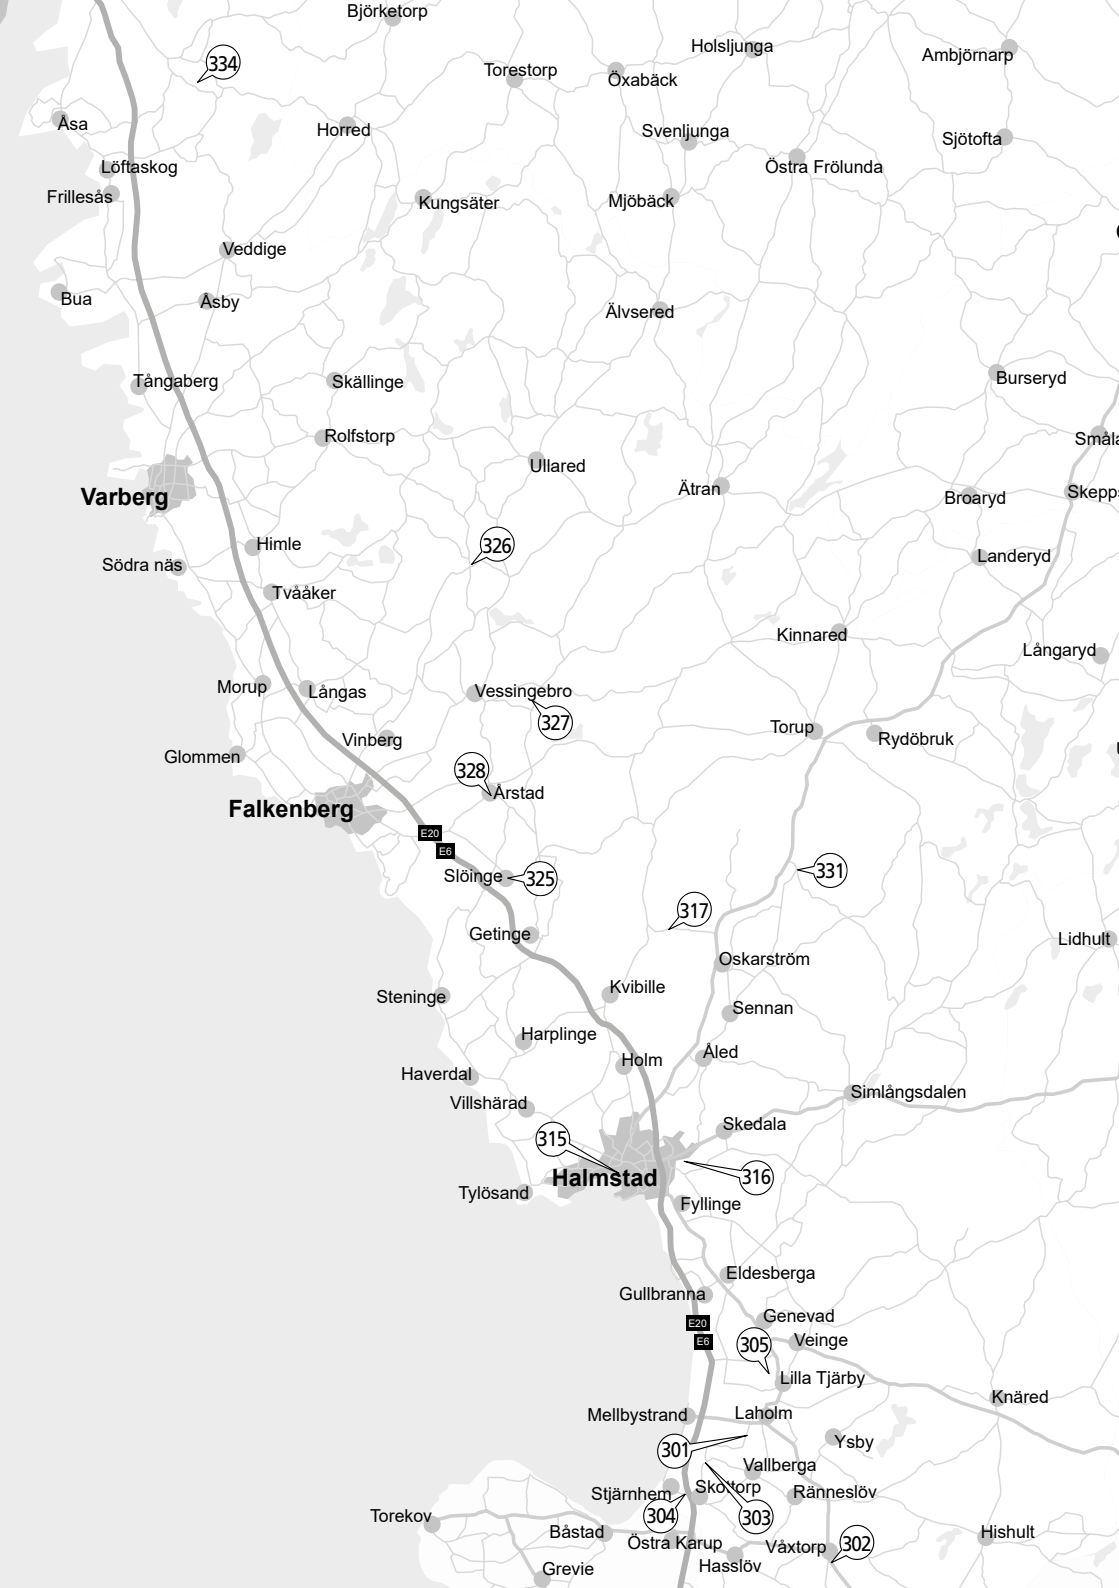 Björketorp
Holsljunga
Ambjörnarp
334
Torestorp
Öxabäck
Åsa
Horred
Svenljunga
Sjötofta
Löftaskog
Östra Frölunda
Frillesås
Kungsäter
Mjöbäck
Veddige
Bua
Åsby
Älvsered
Tångaberg
Skällinge
Burseryd
Rolfstorp
Småla
Ullared
Ätran
Varberg
Broaryd
Skepps
326
Himle
Södra näs
Landeryd
Tvååker
Kinnared
Långaryd
Morup
Långas
Vessingebro
327
Torup
Rydöbruk
Vinberg
Glommen
328
Årstad
Falkenberg
E20
E6
Slöinge
325
331
317
Getinge
Lidhult
Oskarström
Steninge
Kvibille
Sennan
Harplinge
Holm
Åled
Haverdal
Simlångsdalen
Villshärad
Skedala
315
Halmstad
316
Tylösand
Fyllinge
Eldesberga
Gullbranna
Genevad
E20
E6
305
Veinge
Lilla Tjärby
Knäred
Mellbystrand
Laholm
301
Ysby
Vallberga
Stjärnhem
Skottorp
Ränneslöv
Torekov
304
303
Båstad
Östra Karup
Våxtorp
302
Hishult
Hasslöv
Grevie